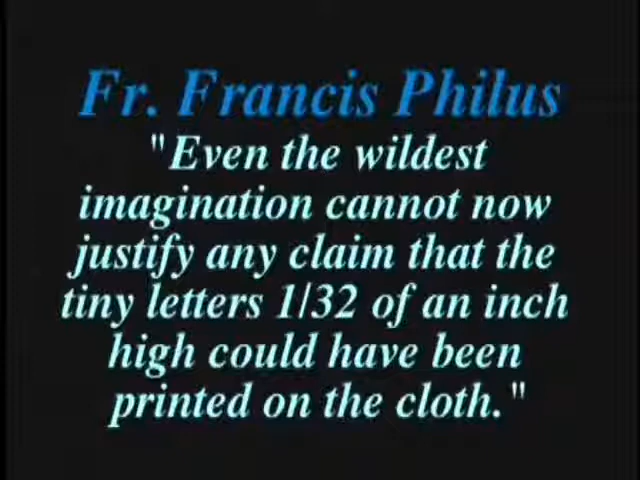 Fr. Francis Philus
"Even the wildest
imagination cannot now
justify any claim that the
tiny letters 1/32 of an inch
high could have been
printed on the cloth."